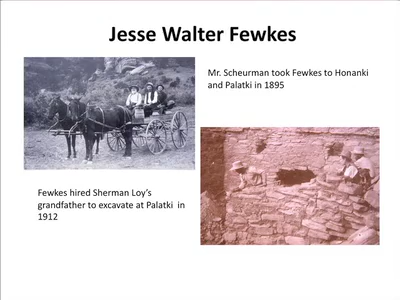 Jesse Walter Fewkes
Mr. Scheurman took Fewkes to Honanki
and Palatki in 1895
Fewkes hired Sherman Loy's
grandfather to excavate at Palatki in
1912